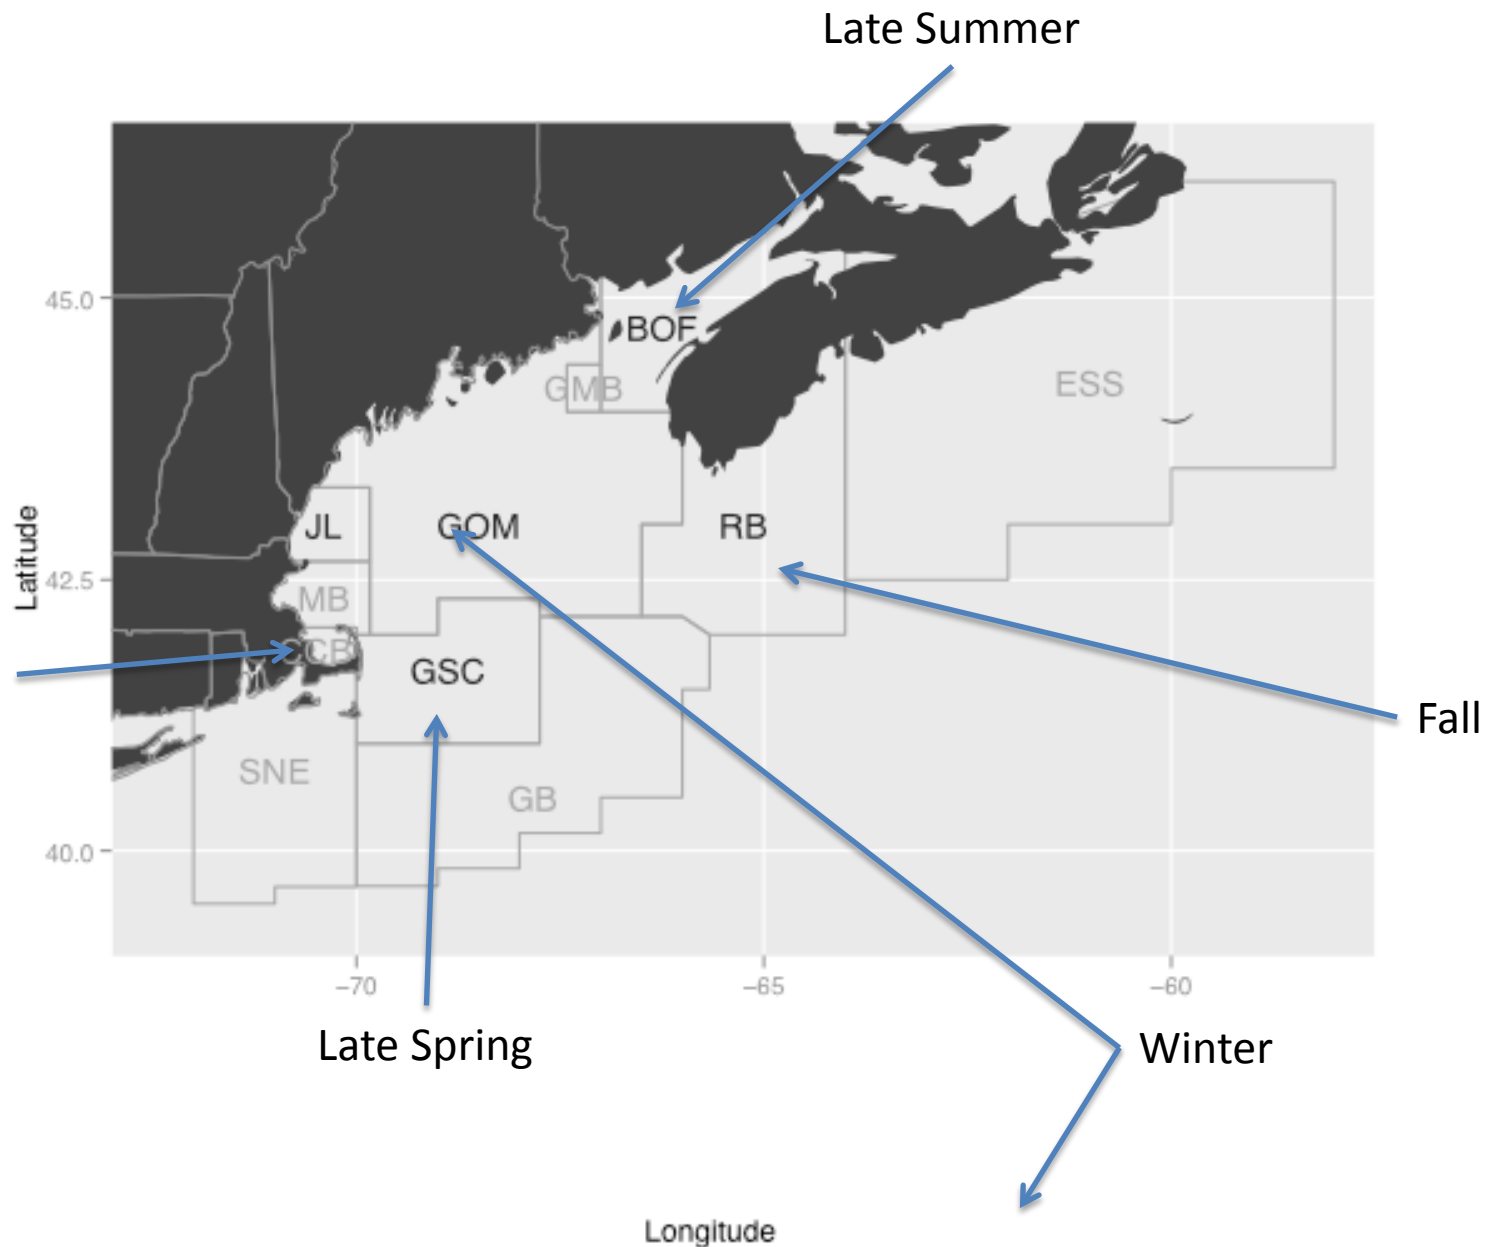 Late Summer
45.0
BOF
GMB
ESS
JL
GOM
RB
Latitude
42.5
MB
CCB
GSC
Fall
SNE
GB
40.0
−70
−65
−60
Late Spring
Winter
Longitude